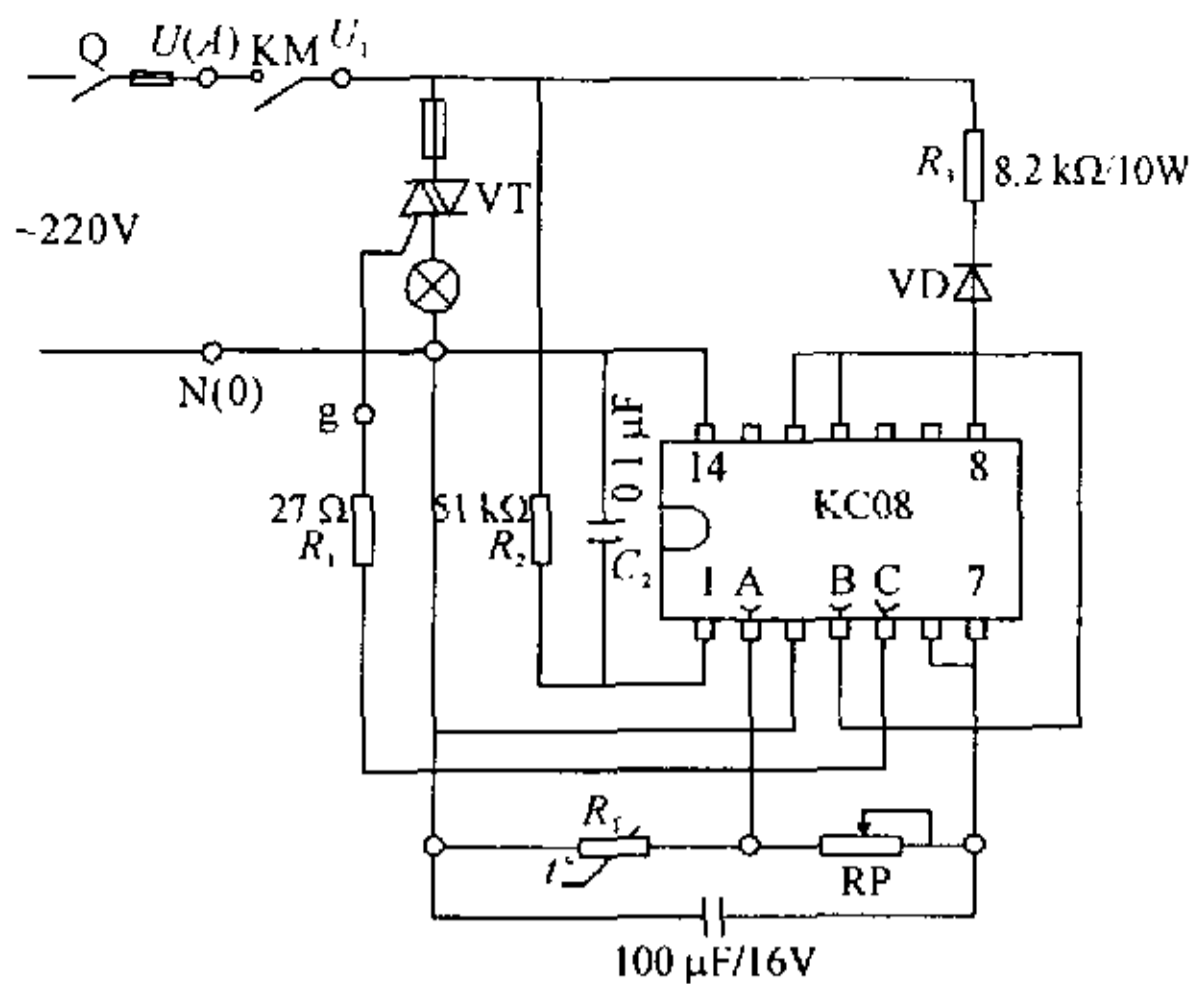 Q U(A) KM U₁
R₃ 8.2 kΩ/10W
VT
~220V
VD
N(0)
g
0 1 μF
14 8
KC08
27 Ω 51 kΩ
R₁ R₂ C₂
1 A B C 7
R_T
t°
RP
100 μF/16V